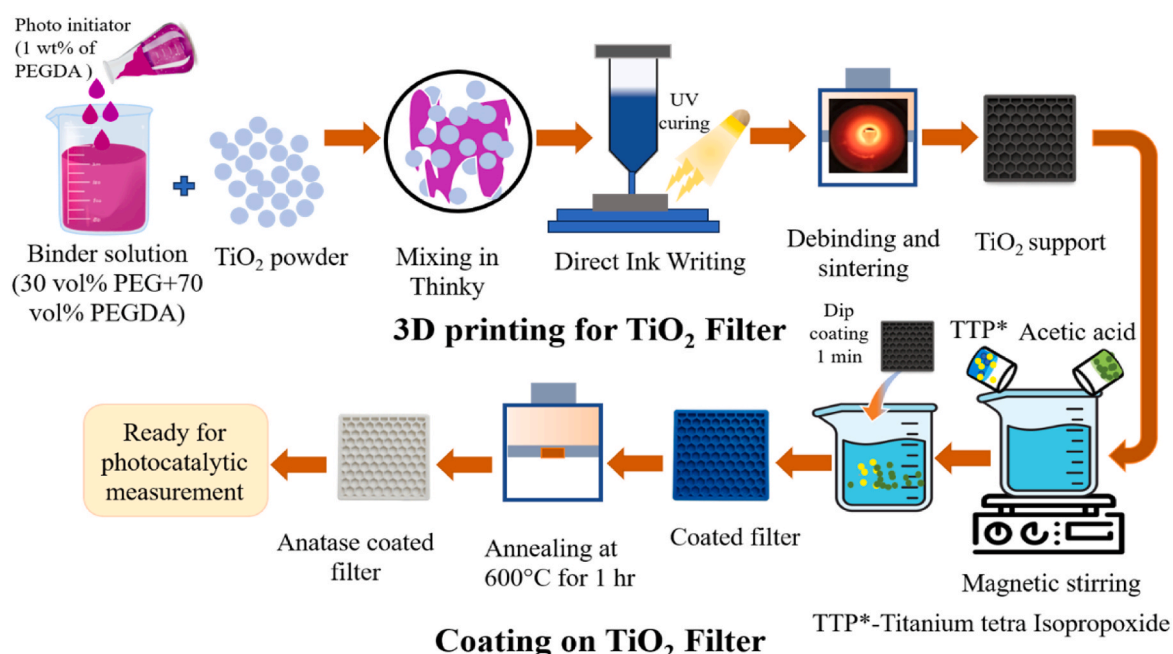 Photo initiator
(1 wt% of
PEGDA )
Binder solution
(30 vol% PEG+70
vol% PEGDA)
TiO₂ powder
Mixing in
Thinky
UV
curing
Direct Ink Writing
Debinding and
sintering
TiO₂ support
3D printing for TiO₂ Filter
TTP*
Acetic acid
Magnetic stirring
TTP*-Titanium tetra Isopropoxide
Dip
coating
1 min
Coated filter
Annealing at
600°C for 1 hr
Anatase coated
filter
Ready for
photocatalytic
measurement
Coating on TiO₂ Filter